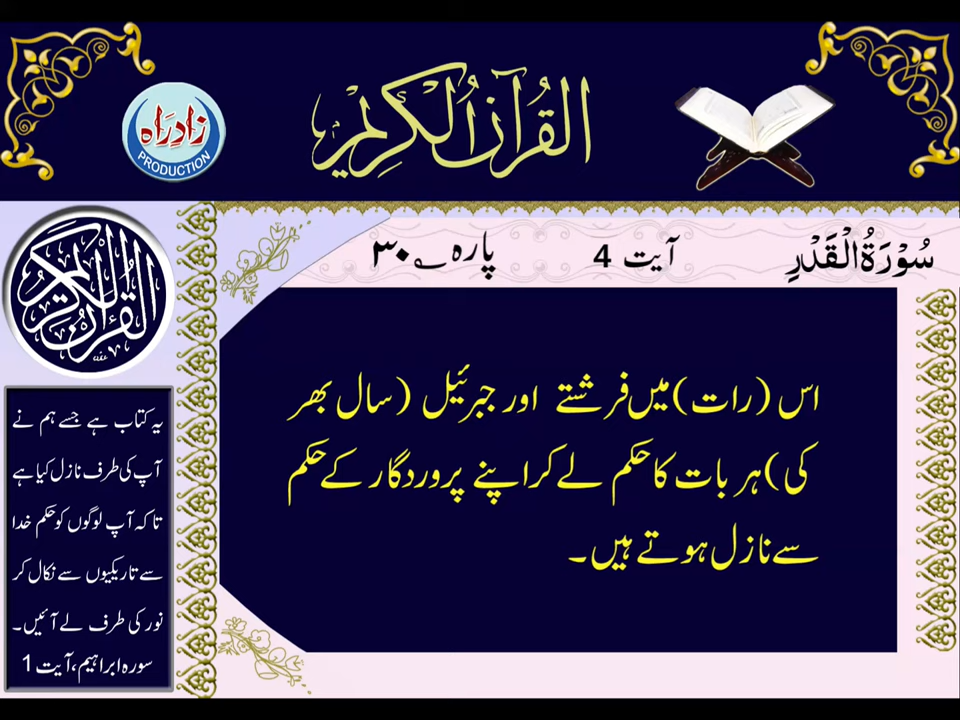 القرآن الکریم
زادِراہ
PRODUCTION
سُوْرَۃُ الْقَدْرِ
آیت 4
پارہ ۳۰
اس (رات) میں فرشتے اور جبرئیل (سال بھر
کی) ہر بات کا حکم لے کر اپنے پروردگار کے حکم
سے نازل ہوتے ہیں۔
القرآن الکریم
یہ کتاب ہے جسے ہم نے
آپ کی طرف نازل کیا ہے
تاکہ آپ لوگوں کو حکم خدا
سے تاریکیوں سے نکال کر
نور کی طرف لے آئیں۔
سورہ ابراہیم، آیت 1